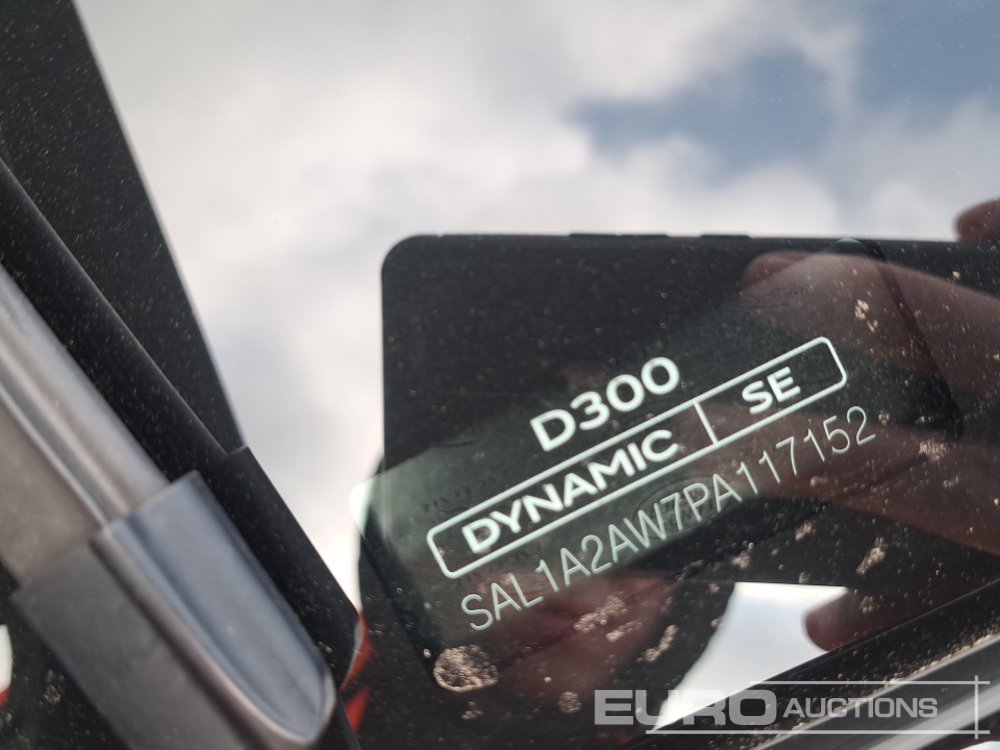 D300
DYNAMIC SE
SAL1A2AW7PA117152
EURO AUCTIONS